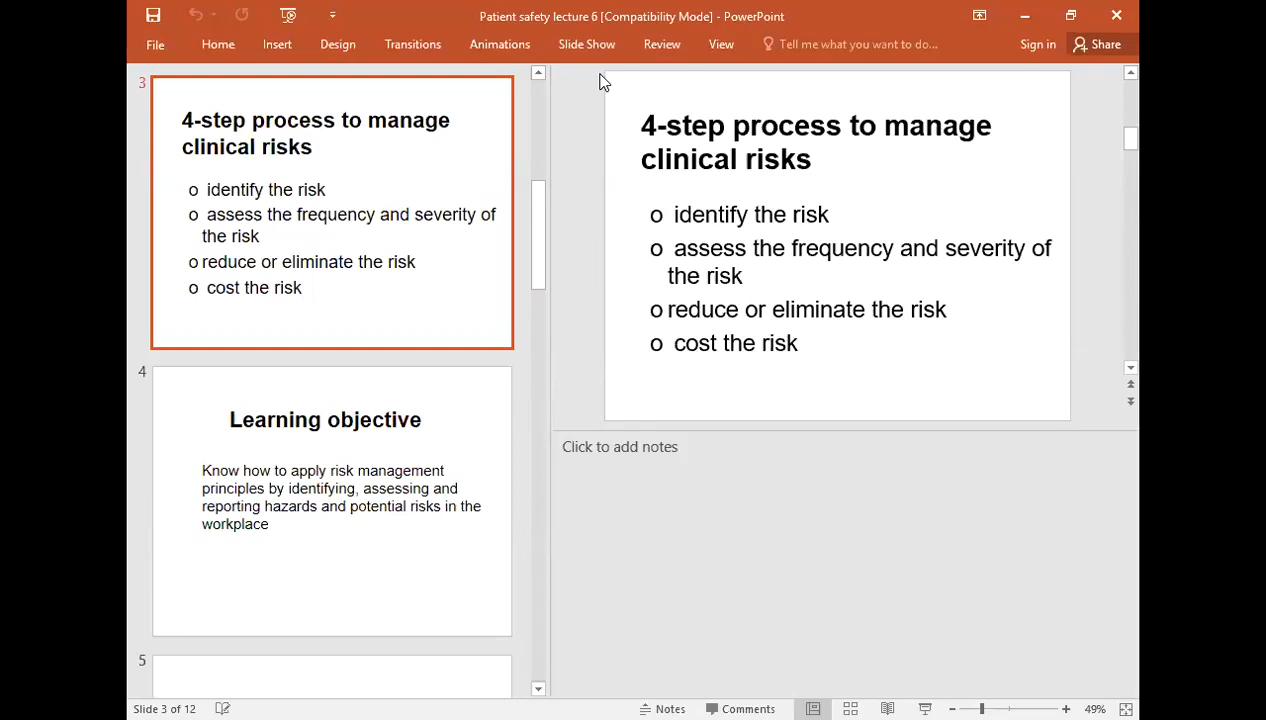 Patient safety lecture 6 [Compatibility Mode] - PowerPoint
File Home Insert Design Transitions Animations Slide Show Review View Tell me what you want to do... Sign in Share
3
4-step process to manage
clinical risks
o identify the risk
o assess the frequency and severity of
the risk
o reduce or eliminate the risk
o cost the risk
4
Learning objective
Know how to apply risk management
principles by identifying, assessing and
reporting hazards and potential risks in the
workplace
5
4-step process to manage
clinical risks
o identify the risk
o assess the frequency and severity of
the risk
o reduce or eliminate the risk
o cost the risk
Click to add notes
Slide 3 of 12 Notes Comments 49%